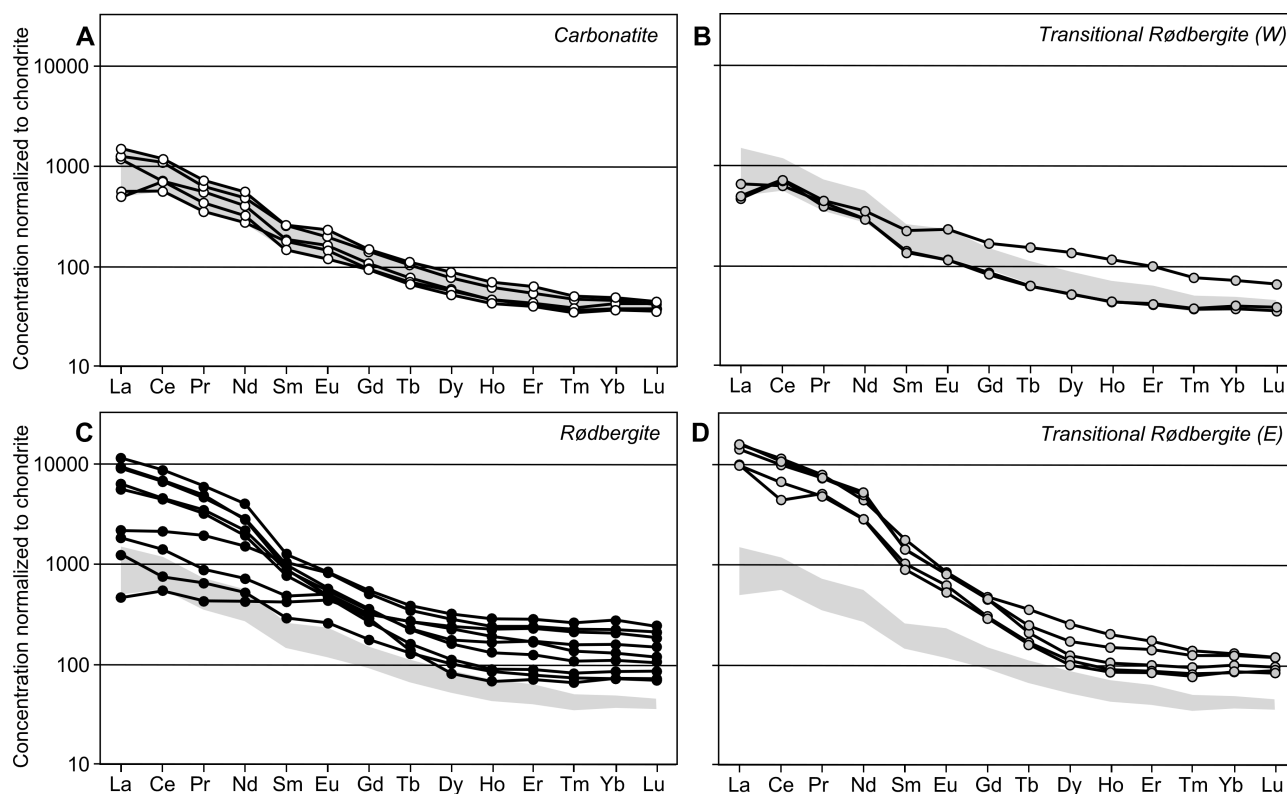 A
Carbonatite
B
Transitional Rødbergite (W)
Concentration normalized to chondrite
10000
1000
100
10
La Ce Pr Nd Sm Eu Gd Tb Dy Ho Er Tm Yb Lu
La Ce Pr Nd Sm Eu Gd Tb Dy Ho Er Tm Yb Lu
C
Rødbergite
D
Transitional Rødbergite (E)
Concentration normalized to chondrite
10000
1000
100
10
La Ce Pr Nd Sm Eu Gd Tb Dy Ho Er Tm Yb Lu
La Ce Pr Nd Sm Eu Gd Tb Dy Ho Er Tm Yb Lu